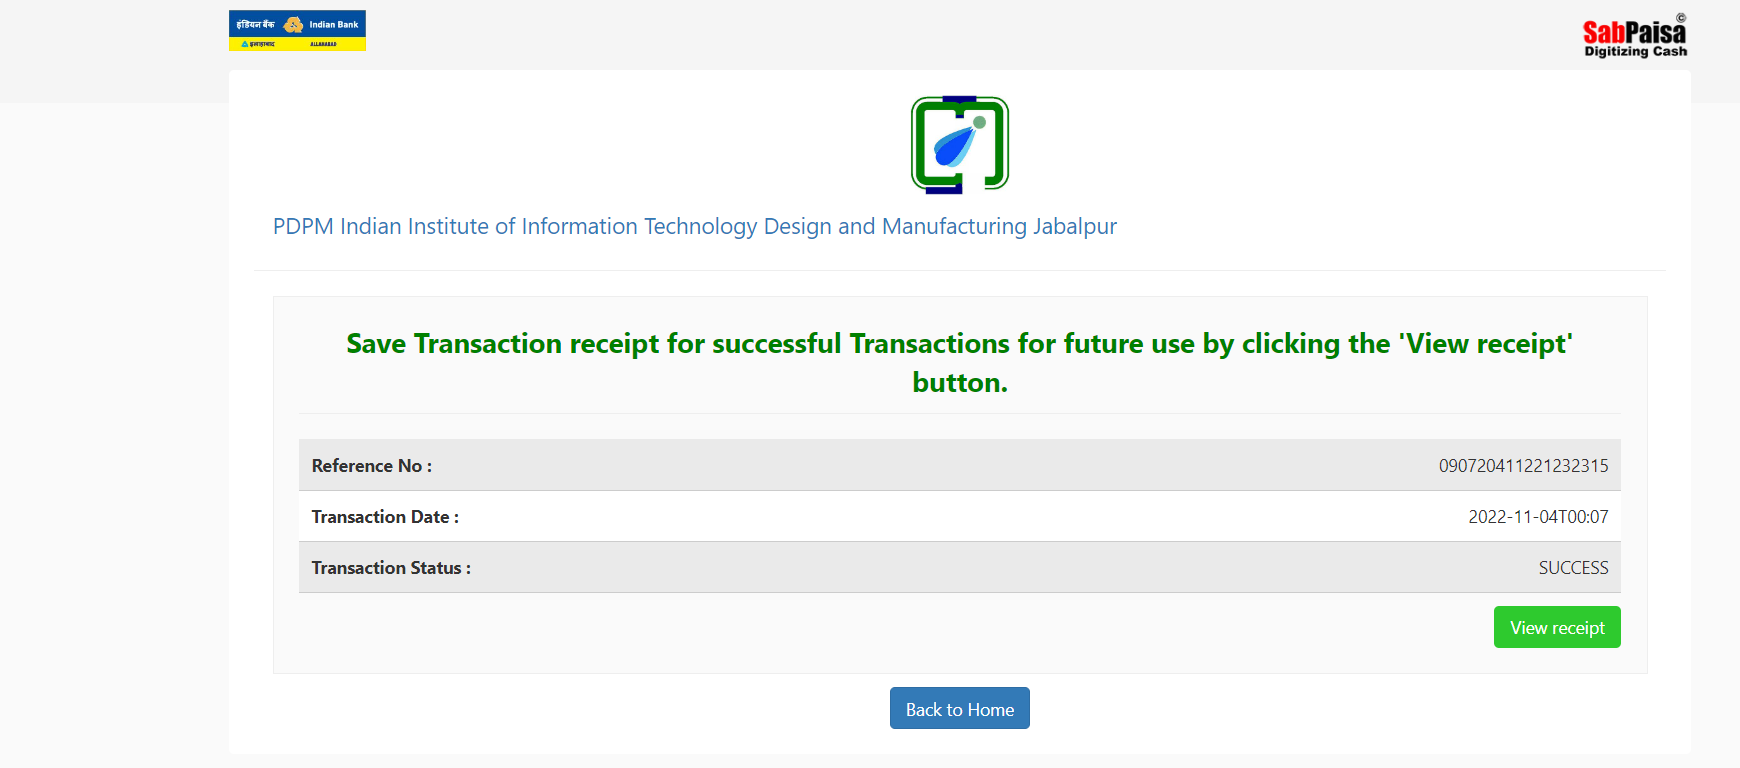 इंडियन बैंक Indian Bank
इलाहाबाद ALLAHABAD
SabPaisa©
Digitizing Cash
PDPM Indian Institute of Information Technology Design and Manufacturing Jabalpur
Save Transaction receipt for successful Transactions for future use by clicking the 'View receipt'
button.
Reference No : 090720411221232315
Transaction Date : 2022-11-04T00:07
Transaction Status : SUCCESS
View receipt
Back to Home